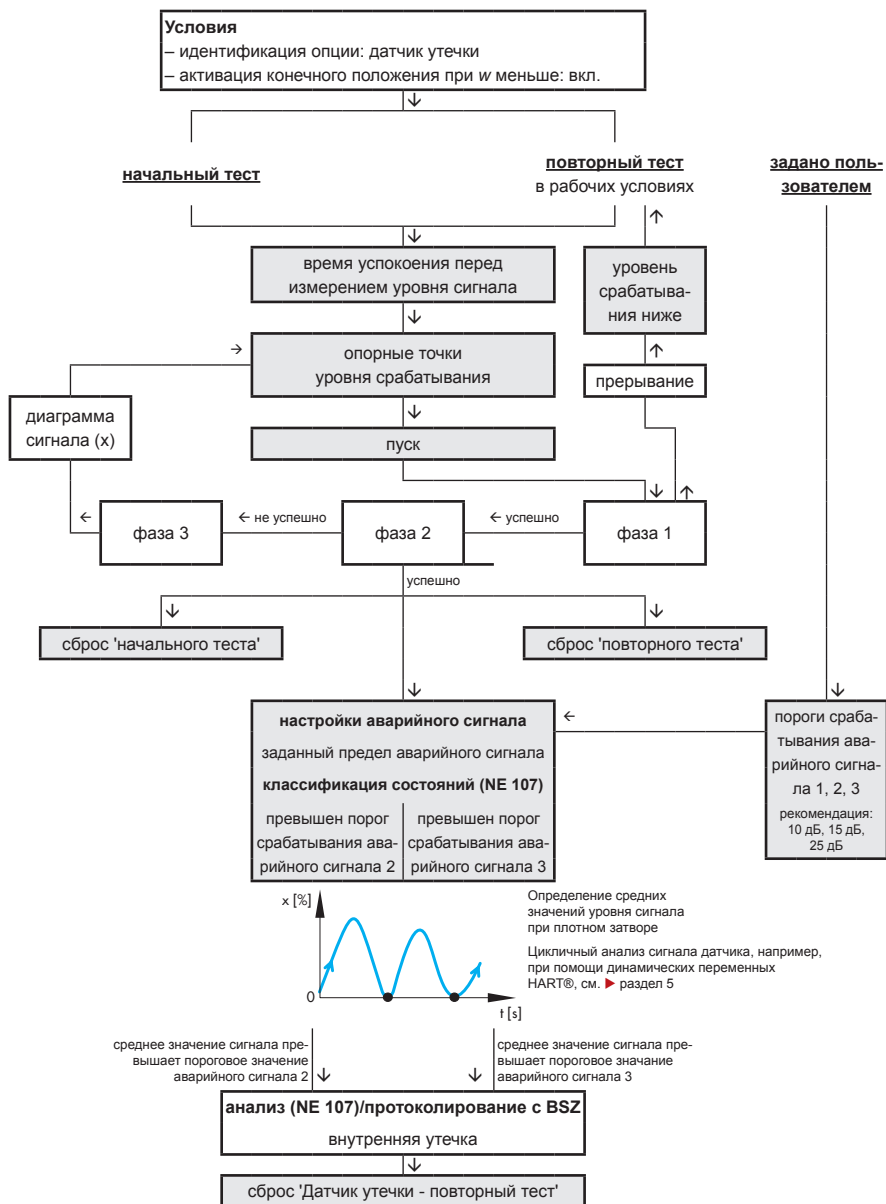 Условия
– идентификация опции: датчик утечки
– активация конечного положения при w меньше: вкл.
начальный тест
повторный тест
в рабочих условиях
задано поль-
зователем
время успокоения перед
измерением уровня сигнала
уровень
срабатыва-
ния ниже
опорные точки
уровня срабатывания
прерывание
диаграмма
сигнала (x)
пуск
фаза 3
← не успешно
фаза 2
← успешно
фаза 1
успешно
сброс 'начального теста'
сброс 'повторного теста'
настройки аварийного сигнала
заданный предел аварийного сигнала
классификация состояний (NE 107)
превышен порог
срабатывания ава-
рийного сигнала 2
превышен порог
срабатывания ава-
рийного сигнала 3
пороги сраба-
тывания ава-
рийного сигна-
ла 1, 2, 3
рекомендация:
10 дБ, 15 дБ,
25 дБ
x [%]
0
t [s]
Определение средних
значений уровня сигнала
при плотном затворе
Цикличный анализ сигнала датчика, например,
при помощи динамических переменных
HART®, см. ▶ раздел 5
среднее значение сигнала пре-
вышает пороговое значение
аварийного сигнала 2
среднее значение сигнала пре-
вышает пороговое значание
аварийного сигнала 3
анализ (NE 107)/протоколирование с BSZ
внутренняя утечка
сброс 'Датчик утечки - повторный тест'